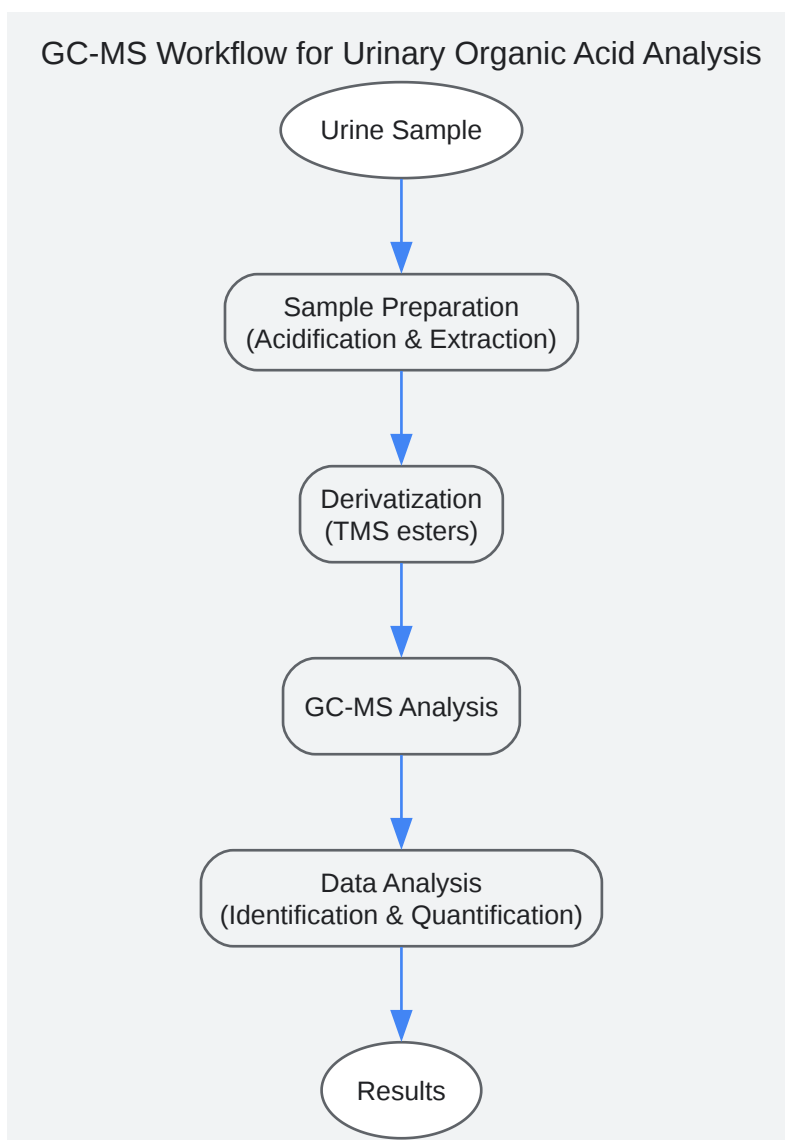 GC-MS Workflow for Urinary Organic Acid Analysis
Urine Sample
Sample Preparation
(Acidification & Extraction)
Derivatization
(TMS esters)
GC-MS Analysis
Data Analysis
(Identification & Quantification)
Results